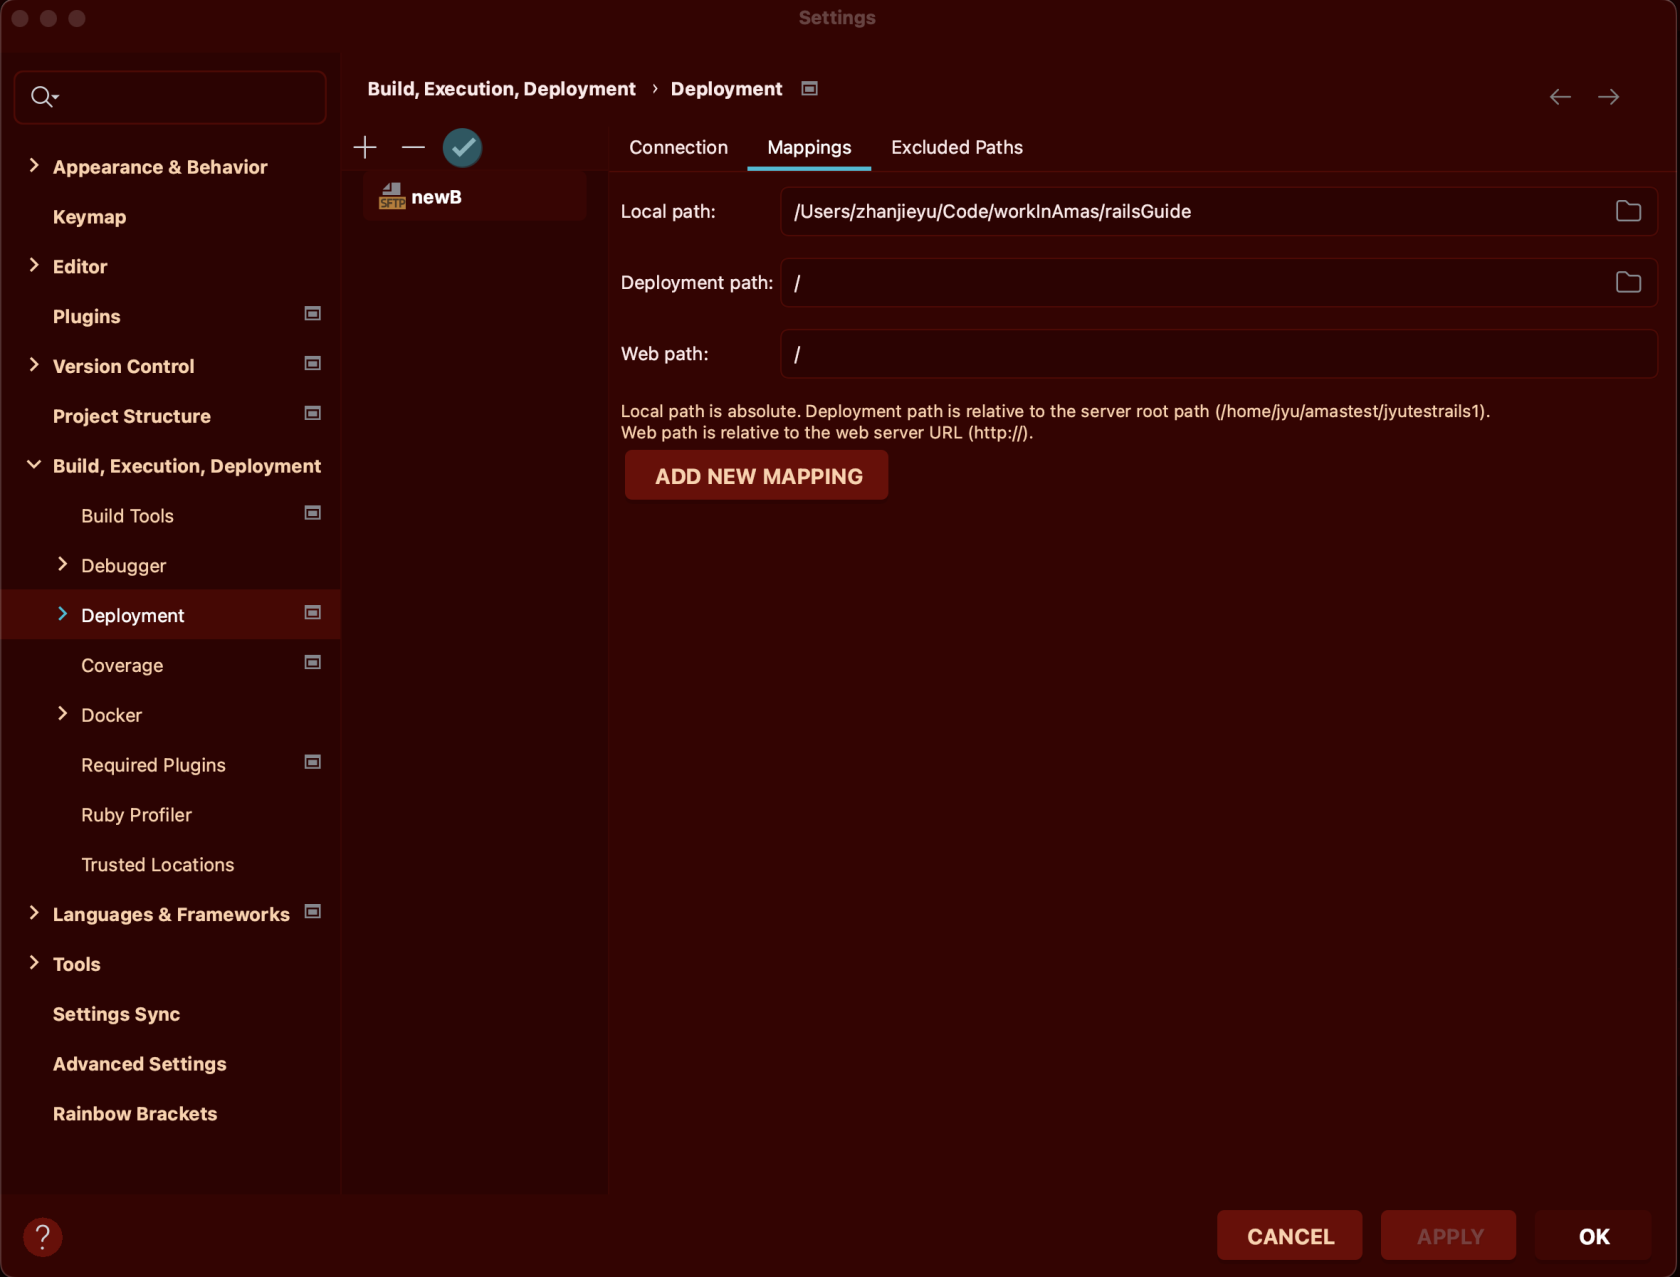 Settings
Build, Execution, Deployment › Deployment
Appearance & Behavior
Keymap
Editor
Plugins
Version Control
Project Structure
Build, Execution, Deployment
Build Tools
Debugger
Deployment
Coverage
Docker
Required Plugins
Ruby Profiler
Trusted Locations
Languages & Frameworks
Tools
Settings Sync
Advanced Settings
Rainbow Brackets
SFTP newB
Connection Mappings Excluded Paths
Local path: /Users/zhanjieyu/Code/workInAmas/railsGuide
Deployment path: /
Web path: /
Local path is absolute. Deployment path is relative to the server root path (/home/jyu/amastest/jyutestrails1).
Web path is relative to the web server URL (http://).
ADD NEW MAPPING
?
CANCEL APPLY OK